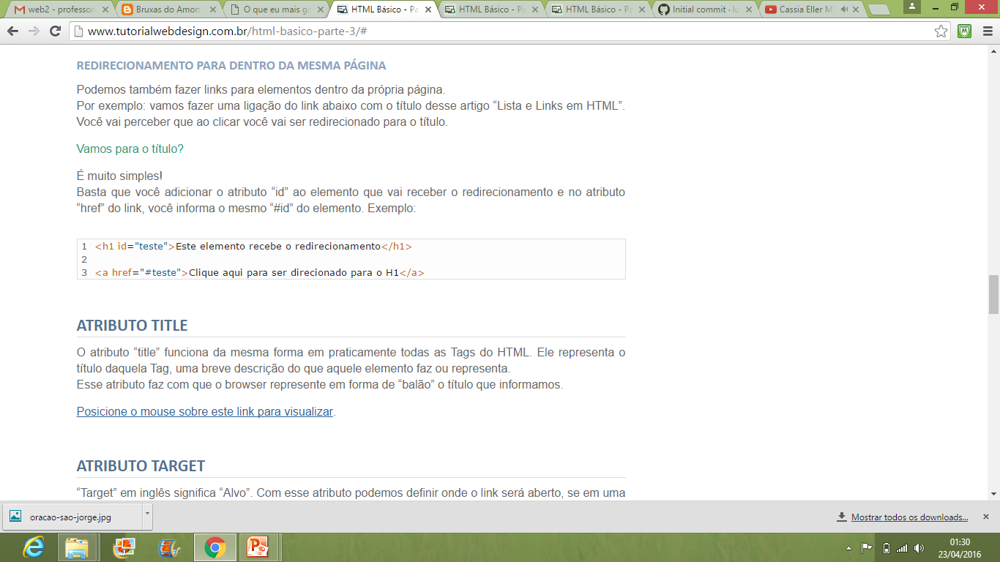 web2 - professor
Bruxas do Amor:
O que eu mais go
HTML Básico - Pa
HTML Básico - Pa
HTML Básico - Pa
Initial commit · lu
Cassia Eller M
www.tutorialwebdesign.com.br/html-basico-parte-3/#
REDIRECIONAMENTO PARA DENTRO DA MESMA PÁGINA
Podemos também fazer links para elementos dentro da própria página.
Por exemplo: vamos fazer uma ligação do link abaixo com o título desse artigo “Lista e Links em HTML”.
Você vai perceber que ao clicar você vai ser redirecionado para o título.
Vamos para o título?
É muito simples!
Basta que você adicionar o atributo “id” ao elemento que vai receber o redirecionamento e no atributo
“href” do link, você informa o mesmo “#id” do elemento. Exemplo:
1 <h1 id="teste">Este elemento recebe o redirecionamento</h1>
2
3 <a href="#teste">Clique aqui para ser direcionado para o H1</a>
ATRIBUTO TITLE
O atributo “title” funciona da mesma forma em praticamente todas as Tags do HTML. Ele representa o
título daquela Tag, uma breve descrição do que aquele elemento faz ou representa.
Esse atributo faz com que o browser represente em forma de “balão” o título que informamos.
Posicione o mouse sobre este link para visualizar.
ATRIBUTO TARGET
“Target” em inglês significa “Alvo”. Com esse atributo podemos definir onde o link será aberto, se em uma
oracao-sao-jorge.jpg
Mostrar todos os downloads...
01:30
23/04/2016